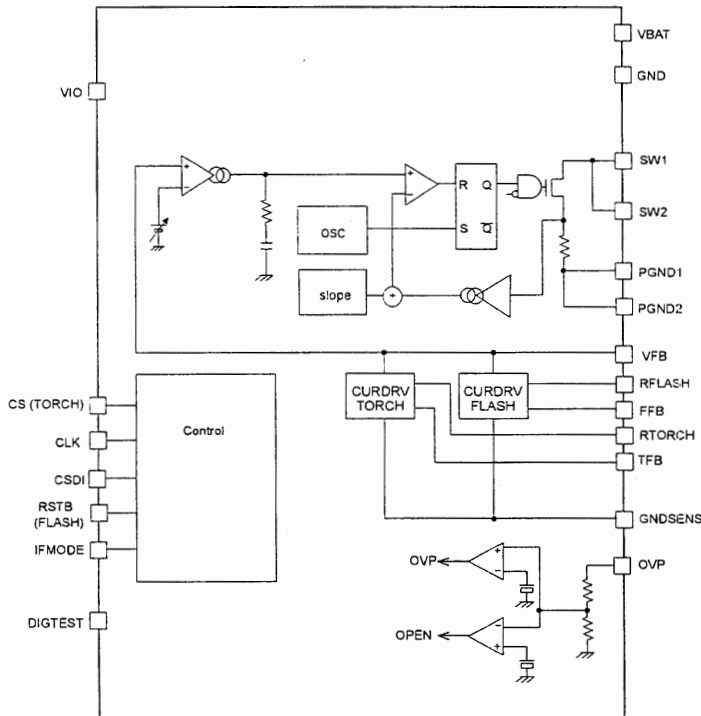 VBAT
GND
VIO
SW1
+
-
+
-
R Q
S Q
SW2
OSC
PGND1
slope
+
PGND2
VFB
CURDRV
TORCH
CURDRV
FLASH
RFLASH
FFB
RTORCH
TFB
CS (TORCH)
Control
CLK
CSDI
RSTB
(FLASH)
IFMODE
GNDSENS
OVP
+
-
OVP
DIGTEST
OPEN
-
+